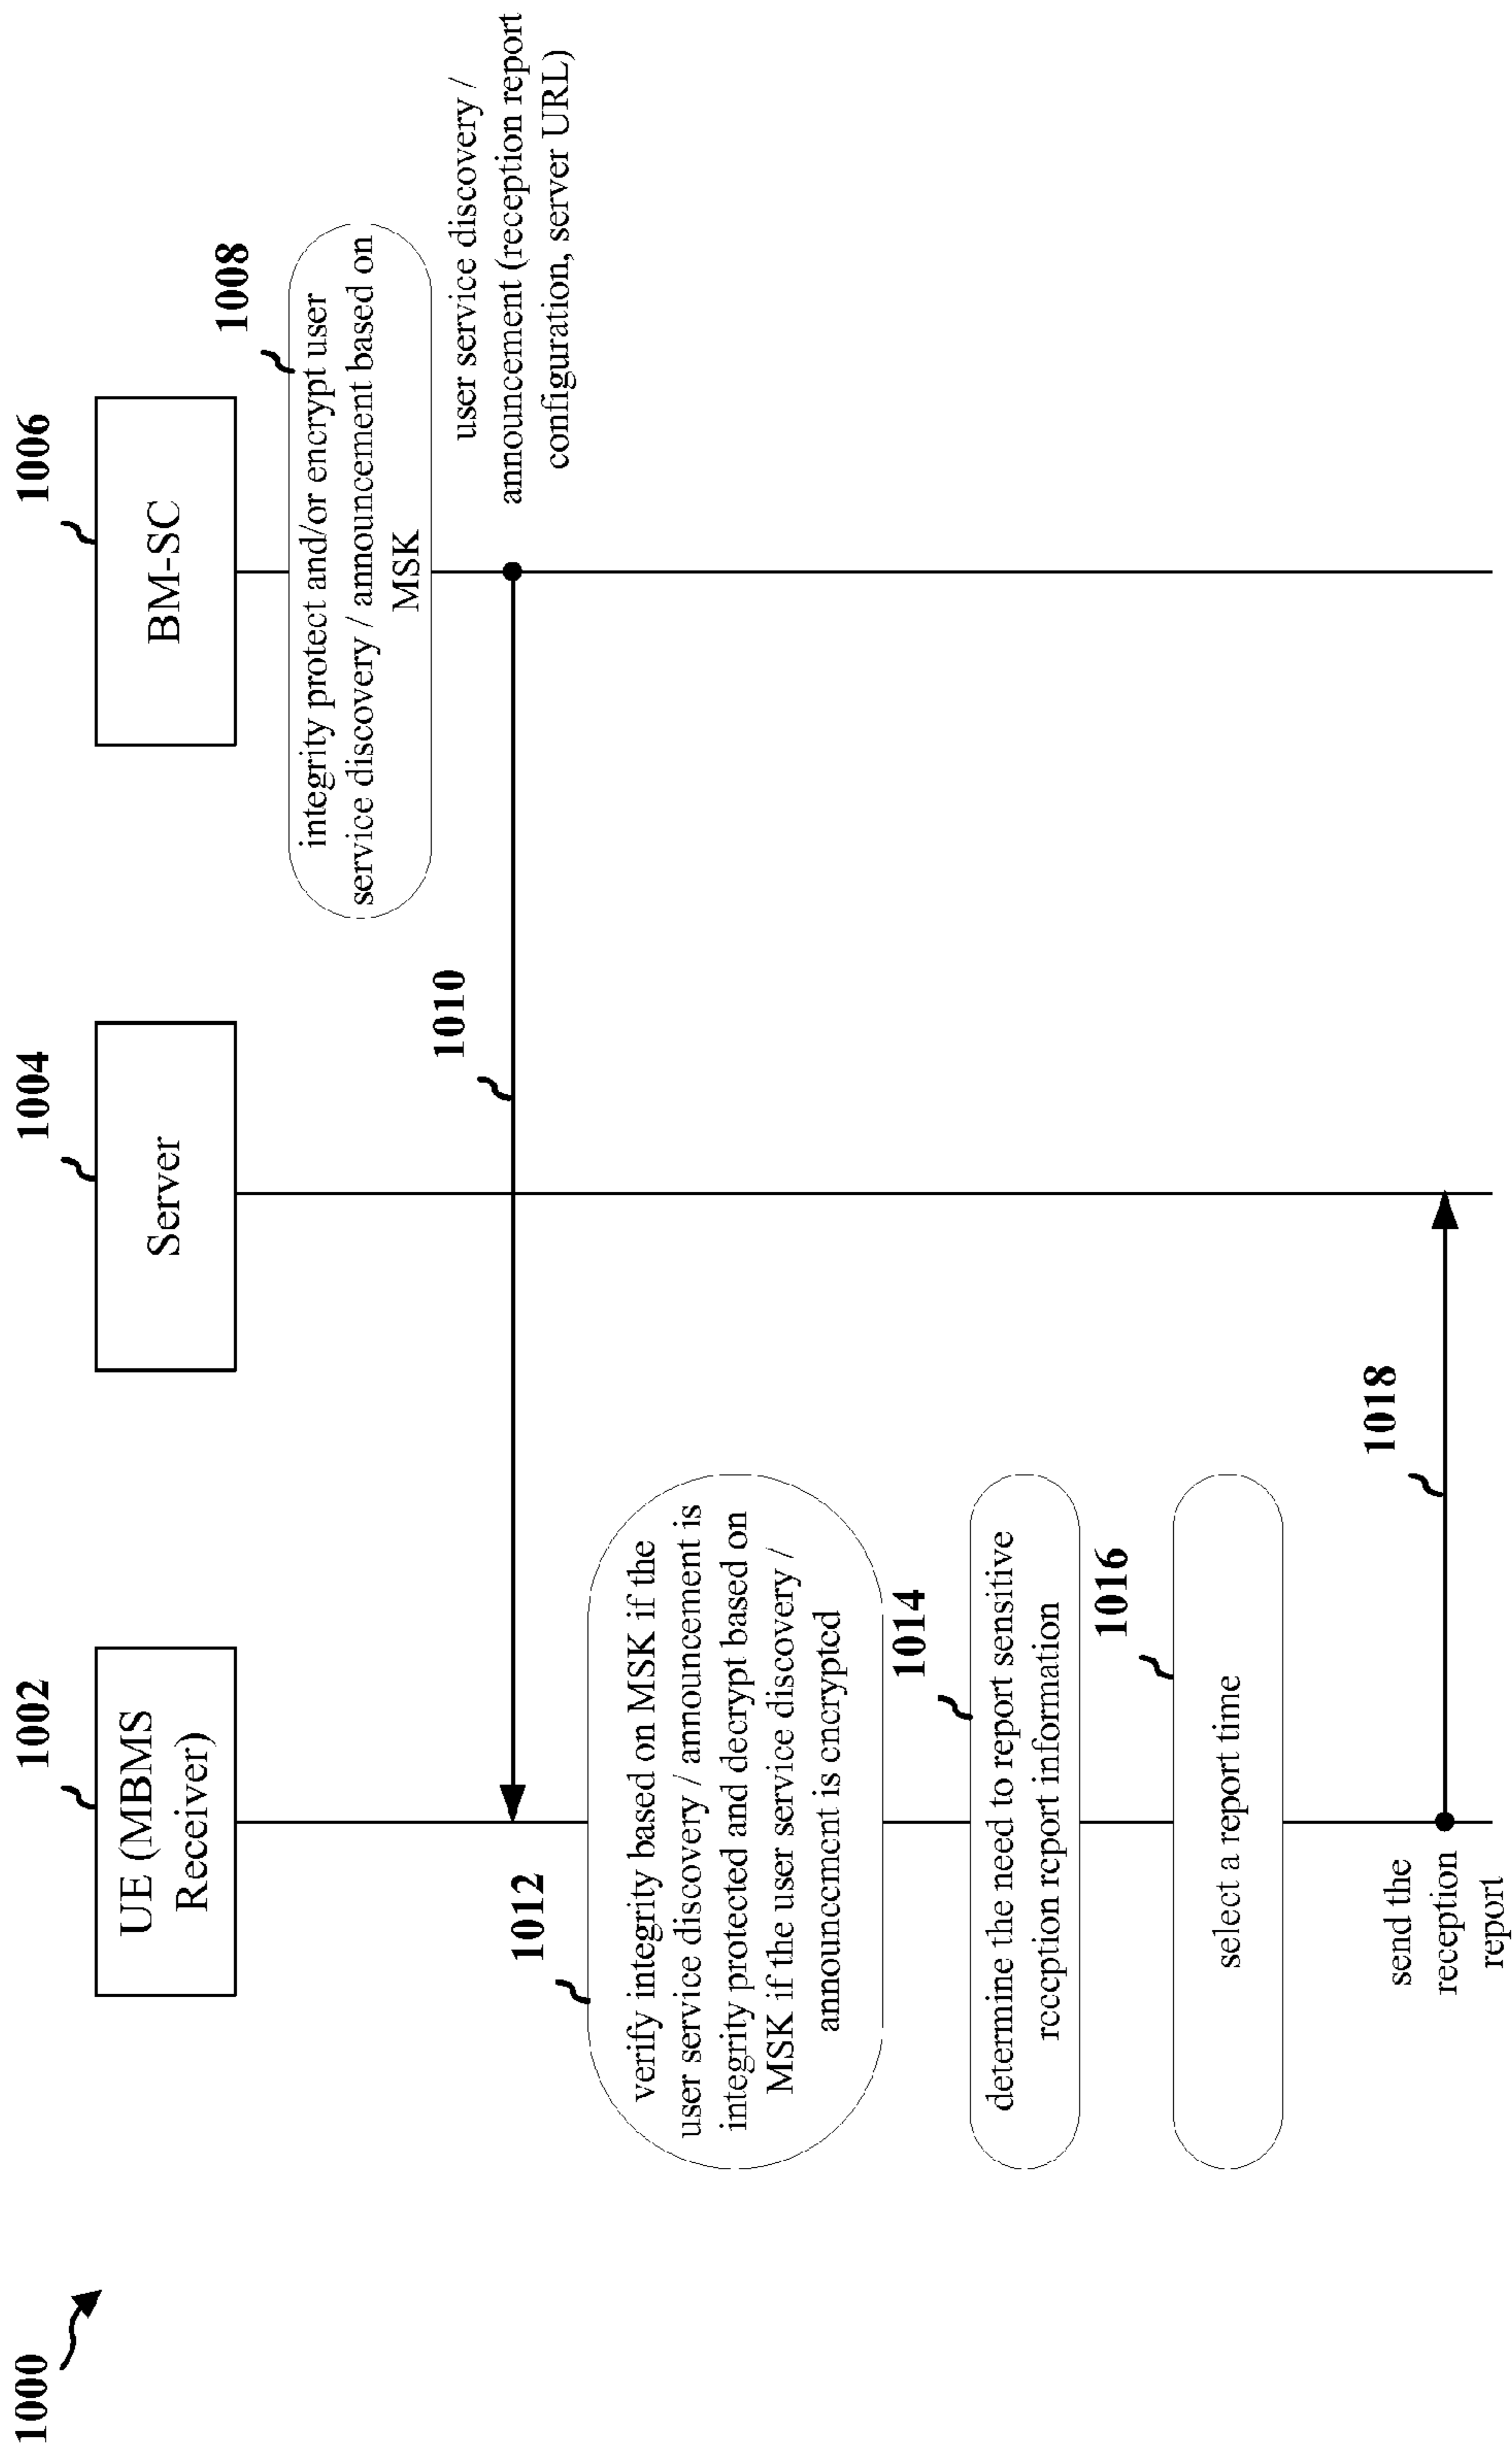 1000
1002
UE (MBMS
Receiver)
1004
Server
1006
BM-SC
1008
integrity protect and/or encrypt user
service discovery / announcement based on
MSK
1010
user service discovery /
announcement (reception report
configuration, server URL)
1012
verify integrity based on MSK if the
user service discovery / announcement is
integrity protected and decrypt based on
MSK if the user service discovery /
announcement is encrypted
1014
determine the need to report sensitive
reception report information
1016
select a report time
1018
send the
reception
report